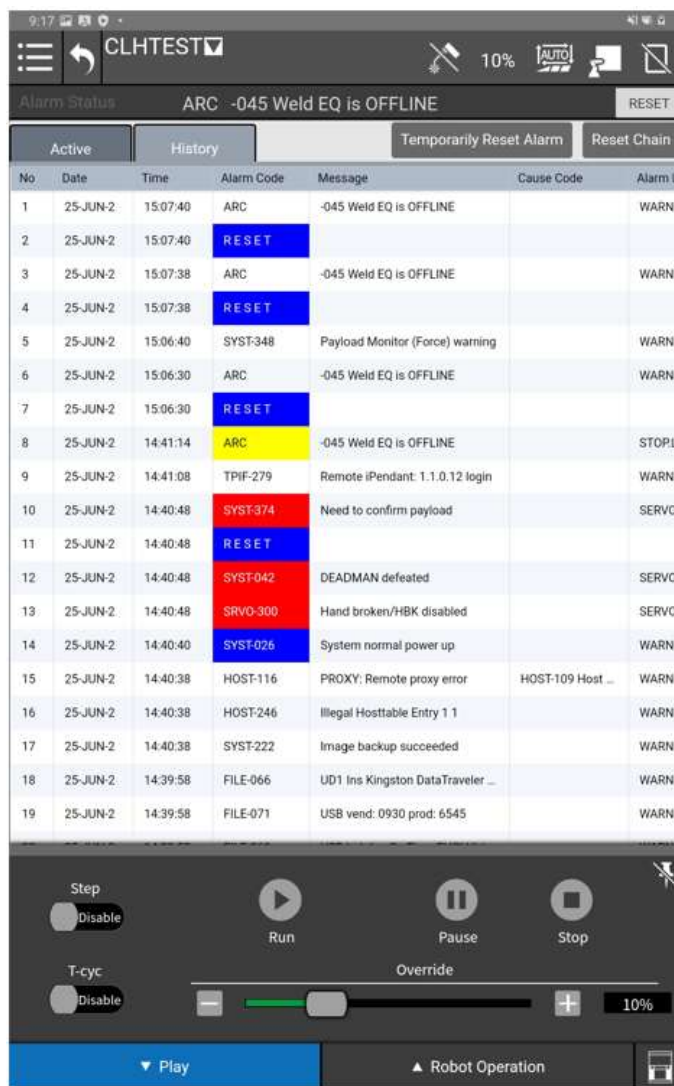 9:17
CLHTEST
10%
AUTO
Alarm Status
ARC -045 Weld EQ is OFFLINE
RESET
Active
History
Temporarily Reset Alarm
Reset Chain
No Date Time Alarm Code Message Cause Code Alarm
1 25-JUN-2 15:07:40 ARC -045 Weld EQ is OFFLINE WARN
2 25-JUN-2 15:07:40 RESET
3 25-JUN-2 15:07:38 ARC -045 Weld EQ is OFFLINE WARN
4 25-JUN-2 15:07:38 RESET
5 25-JUN-2 15:06:40 SYST-348 Payload Monitor (Force) warning WARN
6 25-JUN-2 15:06:30 ARC -045 Weld EQ is OFFLINE WARN
7 25-JUN-2 15:06:30 RESET
8 25-JUN-2 14:41:14 ARC -045 Weld EQ is OFFLINE STOP.L
9 25-JUN-2 14:41:08 TPIF-279 Remote iPendant: 1.1.0.12 login WARN
10 25-JUN-2 14:40:48 SYST-374 Need to confirm payload SERVO
11 25-JUN-2 14:40:48 RESET
12 25-JUN-2 14:40:48 SYST-042 DEADMAN defeated SERVO
13 25-JUN-2 14:40:48 SRVO-300 Hand broken/HBK disabled SERVO
14 25-JUN-2 14:40:40 SYST-026 System normal power up WARN
15 25-JUN-2 14:40:38 HOST-116 PROXY: Remote proxy error HOST-109 Host ... WARN
16 25-JUN-2 14:40:38 HOST-246 Illegal Hosttable Entry 1 1 WARN
17 25-JUN-2 14:40:38 SYST-222 Image backup succeeded WARN
18 25-JUN-2 14:39:58 FILE-066 UD1 Ins Kingston DataTraveler ... WARN
19 25-JUN-2 14:39:58 FILE-071 USB vend: 0930 prod: 6545 WARN
Step
Disable
Run
Pause
Stop
T-cyc
Disable
Override
10%
Play
Robot Operation